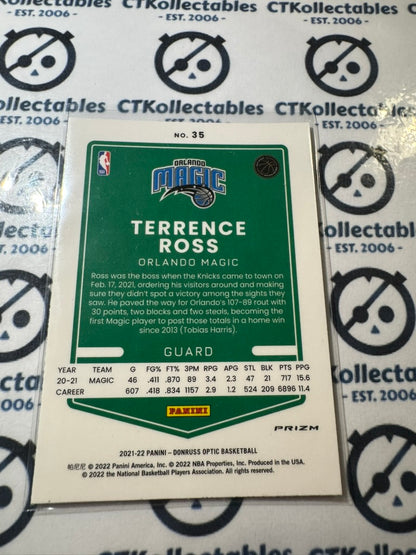 CTKollectables
- EST. 2006 -
NO. 35
NBA
ORLANDO
MAGIC
TERRENCE
ROSS
ORLANDO MAGIC
Ross was the boss when the Knicks came to town on
Feb. 17, 2021, ordering his visitors around and making
sure they didn't spot a victory among the sights they
saw. He paved the way for Orlando's 107-89 rout with
30 points, two blocks and two steals, becoming the
first Magic player to post those totals in a home win
since 2013 (Tobias Harris).
GUARD
YEAR TEAM G FG% FT% 3PM RPG APG STL BLK PTS PPG
20-21 MAGIC 46 .411 .870 89 3.4 2.3 47 21 717 15.6
CAREER 607 .418 .834 1157 2.9 1.2 524 209 6896 11.4
PANINI
PRIZM
2021-22 PANINI - DONRUSS OPTIC BASKETBALL
帕尼尼 © 2022 Panini America, Inc. © 2022 NBA Properties, Inc. Produced in the USA.
© 2022 the National Basketball Players Association. All rights reserved.